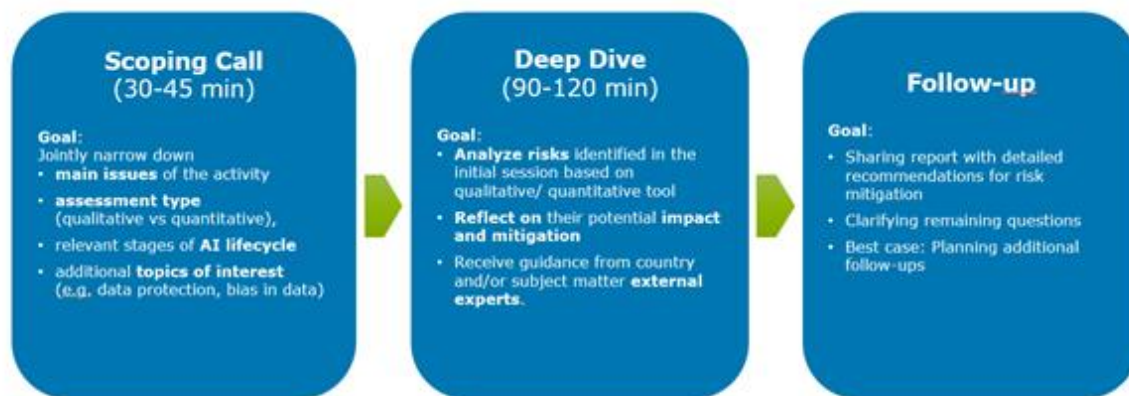 Scoping Call
(30-45 min)
Goal:
Jointly narrow down
• main issues of the activity
• assessment type
(qualitative vs quantitative),
• relevant stages of AI lifecycle
• additional topics of interest
(e.g. data protection, bias in data)
Deep Dive
(90-120 min)
Goal:
• Analyze risks identified in the
initial session based on
qualitative/ quantitative tool
• Reflect on their potential impact
and mitigation
• Receive guidance from country
and/or subject matter external
experts.
Follow-up
Goal:
• Sharing report with detailed
recommendations for risk
mitigation
• Clarifying remaining questions
• Best case: Planning additional
follow-ups